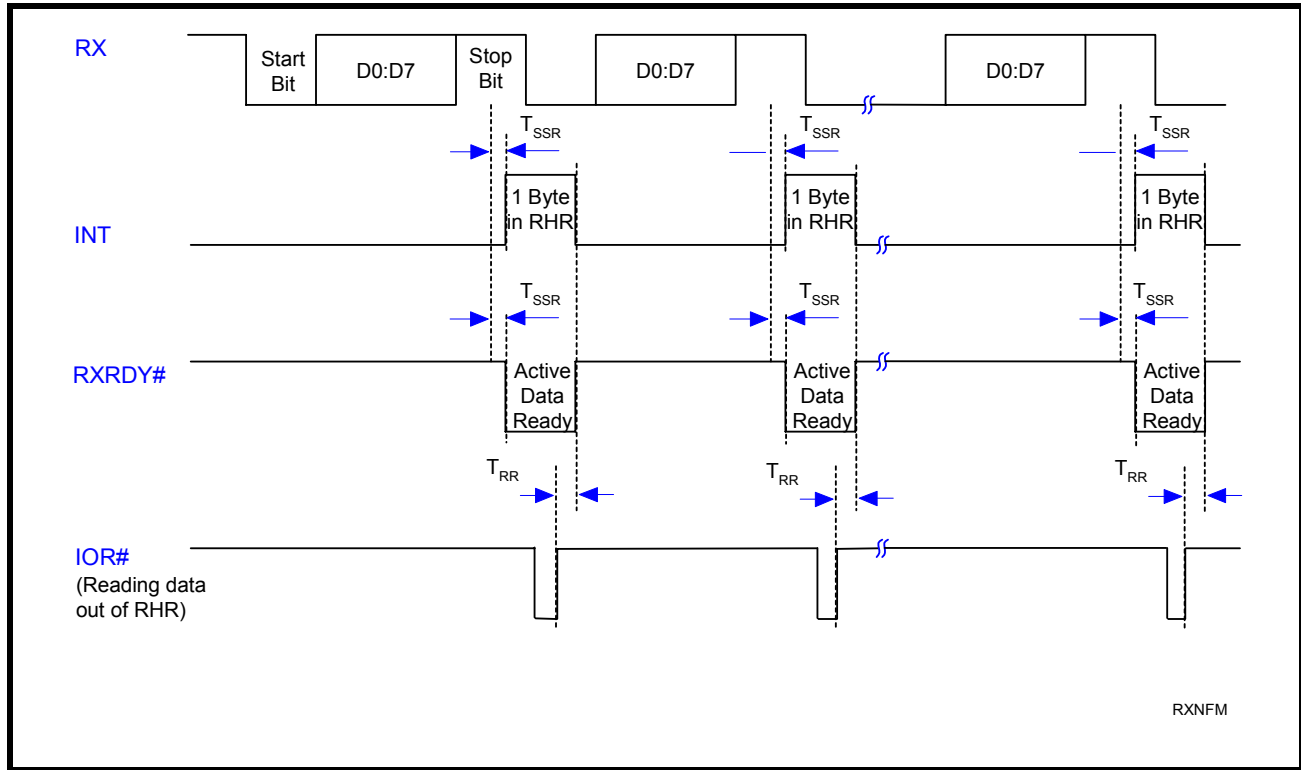 RX
Start
Bit
D0:D7
Stop
Bit
D0:D7
D0:D7
TSSR
TSSR
TSSR
INT
1 Byte
in RHR
1 Byte
in RHR
1 Byte
in RHR
TSSR
TSSR
TSSR
RXRDY#
Active
Data
Ready
Active
Data
Ready
Active
Data
Ready
TRR
TRR
TRR
IOR#
(Reading data
out of RHR)
RXNFM